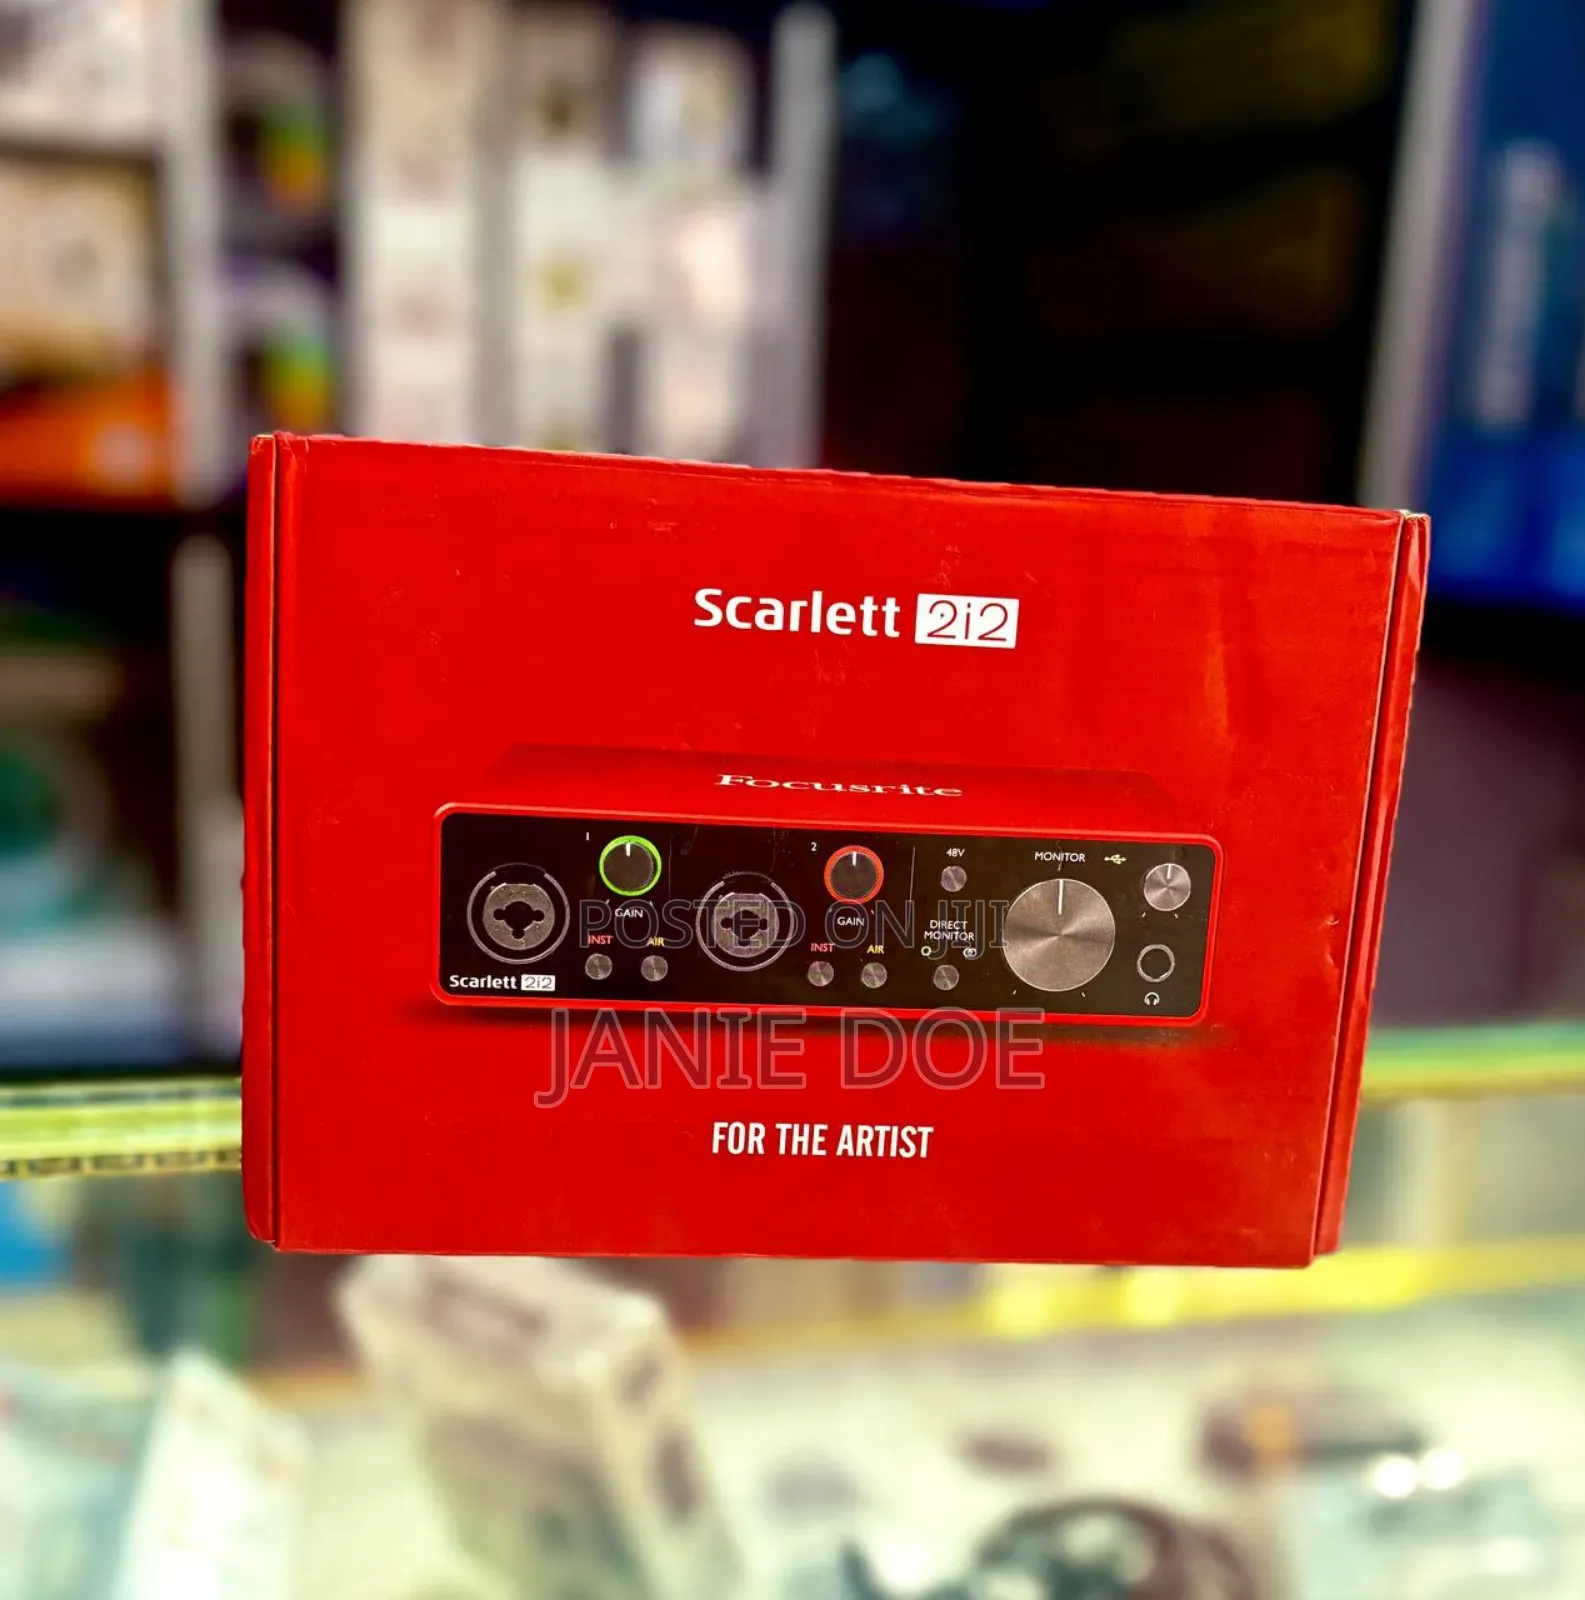 Scarlett 2i2
Focusrite
1
2
48V
MONITOR
GAIN
GAIN
DIRECT
MONITOR
INST
AIR
INST
AIR
Scarlett 2i2
POSTED ON JIJI
JANIE DOE
FOR THE ARTIST